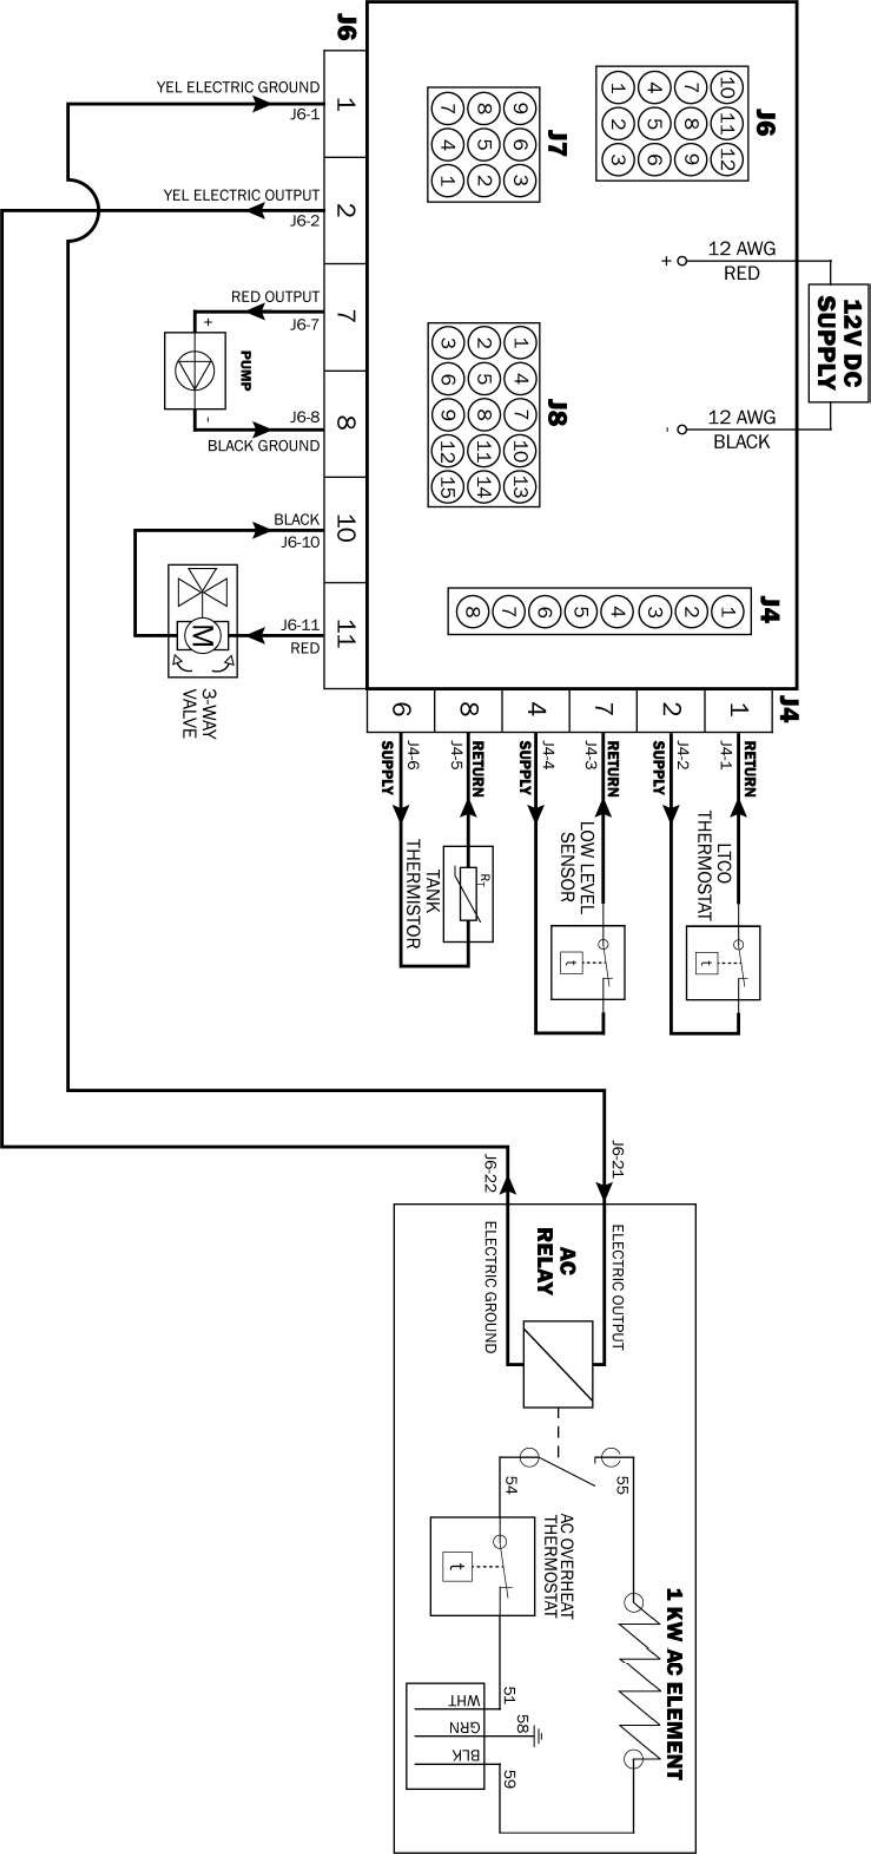 J6
1
2
7
8
10
11
YEL ELECTRIC GROUND
J6-1
YEL ELECTRIC OUTPUT
J6-2
RED OUTPUT
J6-7
+
PUMP
-
J6-8
BLACK GROUND
BLACK
J6-10
J6-11
RED
M
3-WAY
VALVE
J6
10 11 12
7 8 9
4 5 6
1 2 3
J7
9 6 3
8 5 2
7 4 1
J8
1 4 7 10 13
2 5 8 11 14
3 6 9 12 15
12V DC
SUPPLY
12 AWG
RED
+
12 AWG
BLACK
-
J4
1 2 3 4 5 6 7 8
J4
1
2
7
4
8
6
RETURN
J4-1
J4-2
SUPPLY
RETURN
J4-3
J4-4
SUPPLY
RETURN
J4-5
J4-6
SUPPLY
LTCO
THERMOSTAT
t
LOW LEVEL
SENSOR
t
RT
TANK
THERMISTOR
J6-21
J6-22
ELECTRIC OUTPUT
AC
RELAY
ELECTRIC GROUND
55
54
AC OVERHEAT
THERMOSTAT
t
1 KW AC ELEMENT
51
58
59
WHT
GRN
BLK